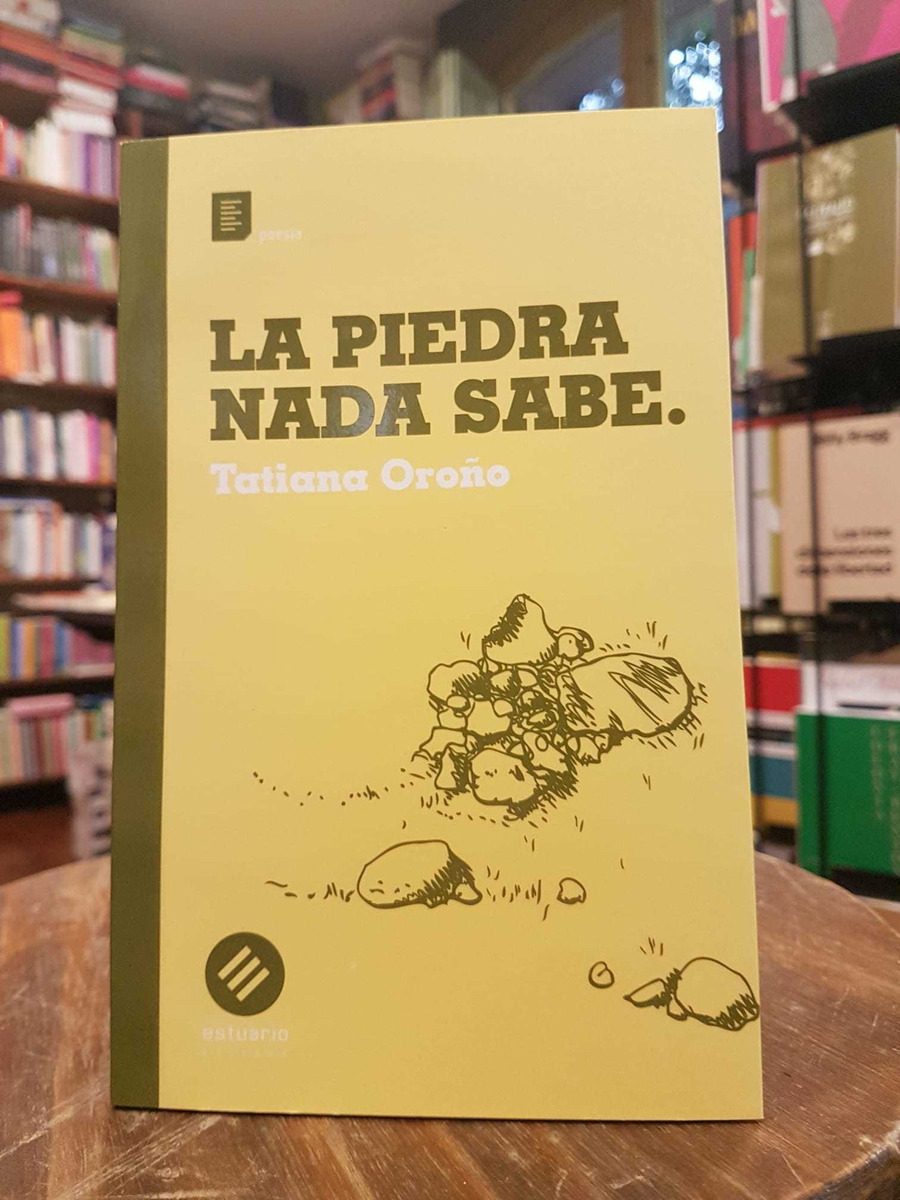 poesía
LA PIEDRA
NADA SABE.
Tatiana Oroño
estuario